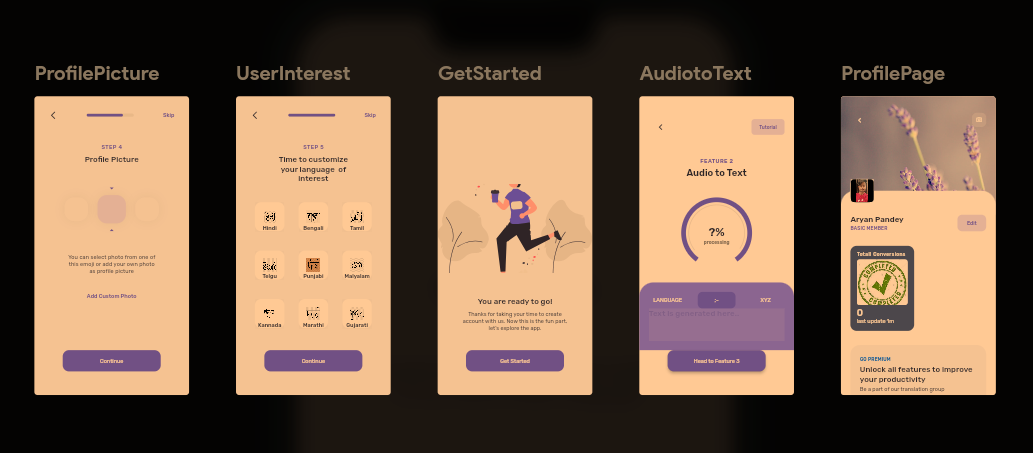 ProfilePicture
Skip
STEP 4
Profile Picture
You can select photo from one of
this emoji or add your own photo
as profile picture
Add Custom Photo
Continue
UserInterest
Skip
STEP 5
Time to customize
your language of
interest
Hindi Bengali Tamil
Telgu Punjabi Malyalam
Kannada Marathi Gujarati
Continue
GetStarted
You are ready to go!
Thanks for taking your time to create
account with us. Now this is the fun part.
let's explore the app.
Get Started
AudiotoText
Tutorial
FEATURE 2
Audio to Text
?%
processing
LANGUAGE :- XYZ
Text is generated here...
Head to Feature 3
ProfilePage
Aryan Pandey
BASIC MEMBER
Edit
Totall Conversions
COMPLETED
COMPLETED
0
last update 1m
GO PREMIUM
Unlock all features to improve
your productivity
Be a part of our translation group